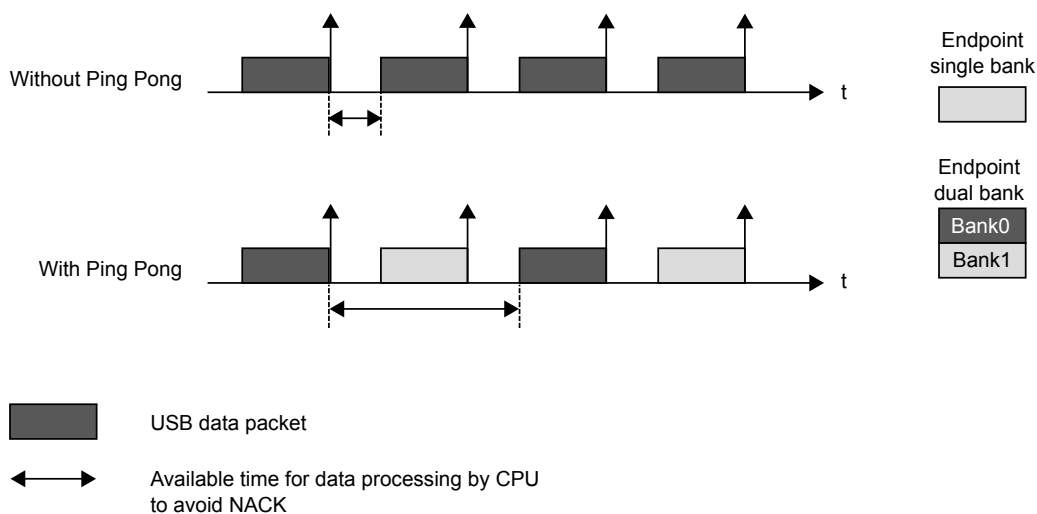 Without Ping Pong
t
Endpoint
single bank
Endpoint
dual bank
Bank0
Bank1
With Ping Pong
t
USB data packet
Available time for data processing by CPU
to avoid NACK